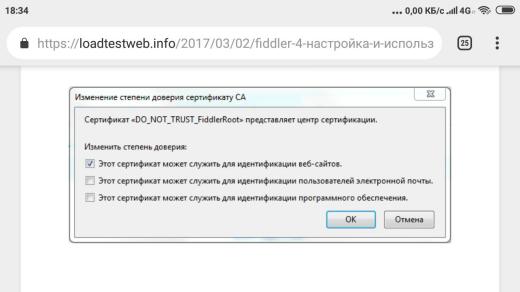 18:34
... 0,00 КБ/с 4G
https://loadtestweb.info/2017/03/02/fiddler-4-настройка-и-использ
25
Изменение степени доверия сертификату CA
Сертификат «DO_NOT_TRUST_FiddlerRoot» представляет центр сертификации.
Изменить степень доверия:
Этот сертификат может служить для идентификации веб-сайтов.
Этот сертификат может служить для идентификации пользователей электронной почты.
Этот сертификат может служить для идентификации программного обеспечения.
OK
Отмена